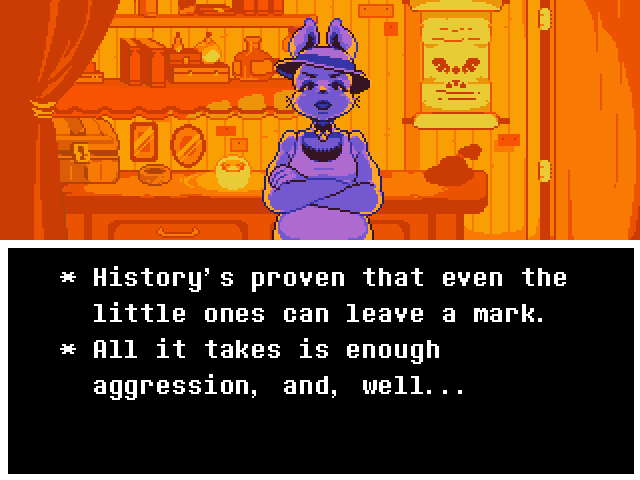 * History's proven that even the
little ones can leave a mark.
* All it takes is enough
aggression, and, well...